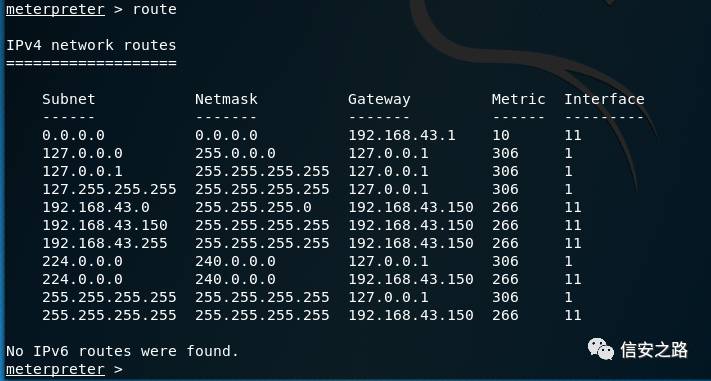 meterpreter > route
IPv4 network routes
===================
Subnet Netmask Gateway Metric Interface
------ ------- ------- ------ ---------
0.0.0.0 0.0.0.0 192.168.43.1 10 11
127.0.0.0 255.0.0.0 127.0.0.1 306 1
127.0.0.1 255.255.255.255 127.0.0.1 306 1
127.255.255.255 255.255.255.255 127.0.0.1 306 1
192.168.43.0 255.255.255.0 192.168.43.150 266 11
192.168.43.150 255.255.255.255 192.168.43.150 266 11
192.168.43.255 255.255.255.255 192.168.43.150 266 11
224.0.0.0 240.0.0.0 127.0.0.1 306 1
224.0.0.0 240.0.0.0 192.168.43.150 266 11
255.255.255.255 255.255.255.255 127.0.0.1 306 1
255.255.255.255 255.255.255.255 192.168.43.150 266 11
No IPv6 routes were found.
meterpreter >
信安之路